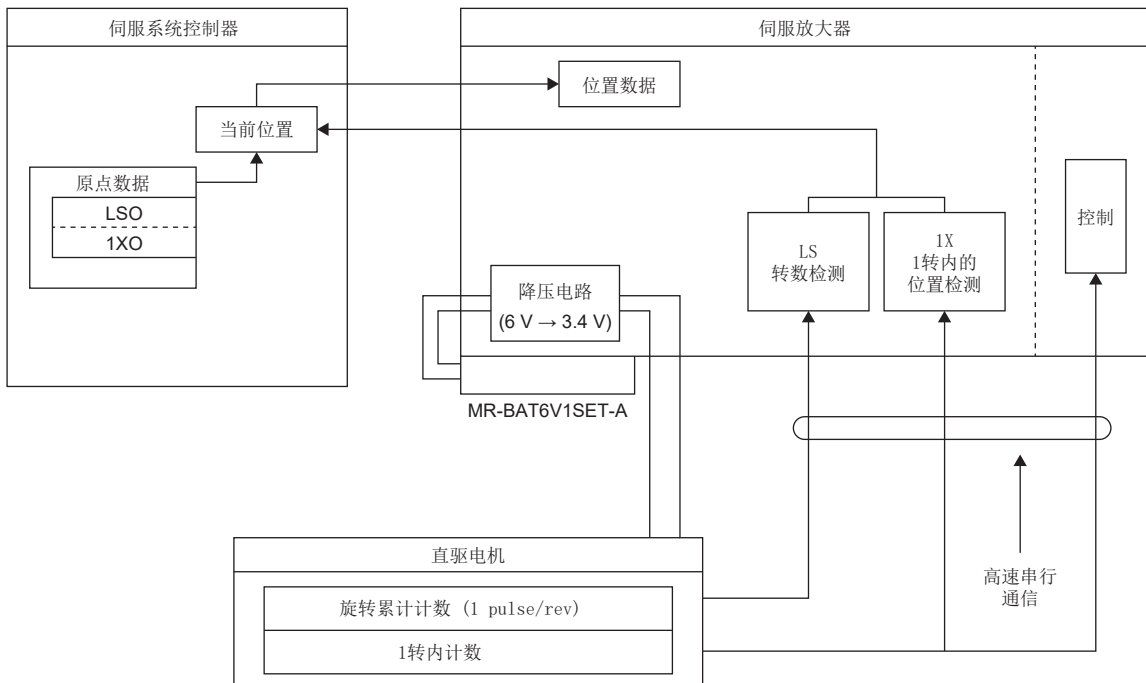 伺服系统控制器
伺服放大器
位置数据
当前位置
原点数据
LSO
1XO
控制
LS
转数检测
1X
1转内的
位置检测
降压电路
(6 V → 3.4 V)
MR-BAT6V1SET-A
直驱电机
旋转累计计数 (1 pulse/rev)
1转内计数
高速串行
通信